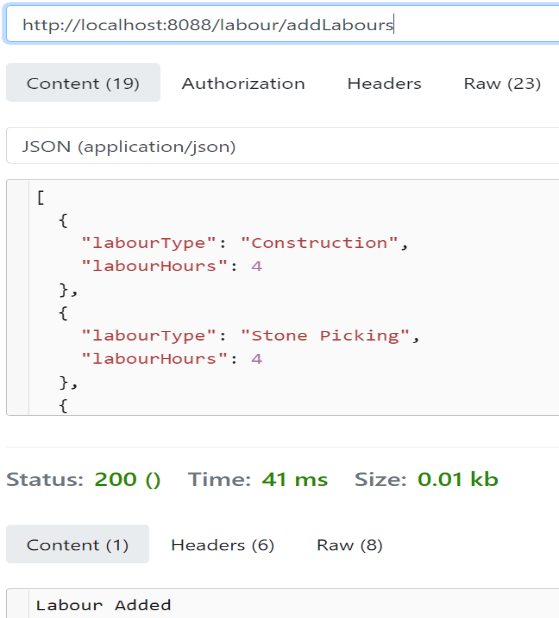 http://localhost:8088/labour/addLabours
Content (19) Authorization Headers Raw (23)
JSON (application/json)
[
{
"labourType": "Construction",
"labourHours": 4
},
{
"labourType": "Stone Picking",
"labourHours": 4
},
{
Status: 200 () Time: 41 ms Size: 0.01 kb
Content (1) Headers (6) Raw (8)
Labour Added